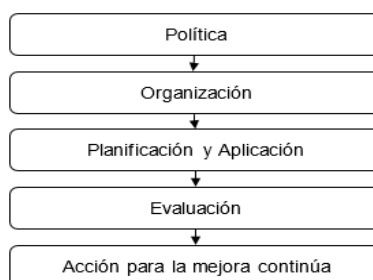 Política
Organización
Planificación y Aplicación
Evaluación
Acción para la mejora continúa